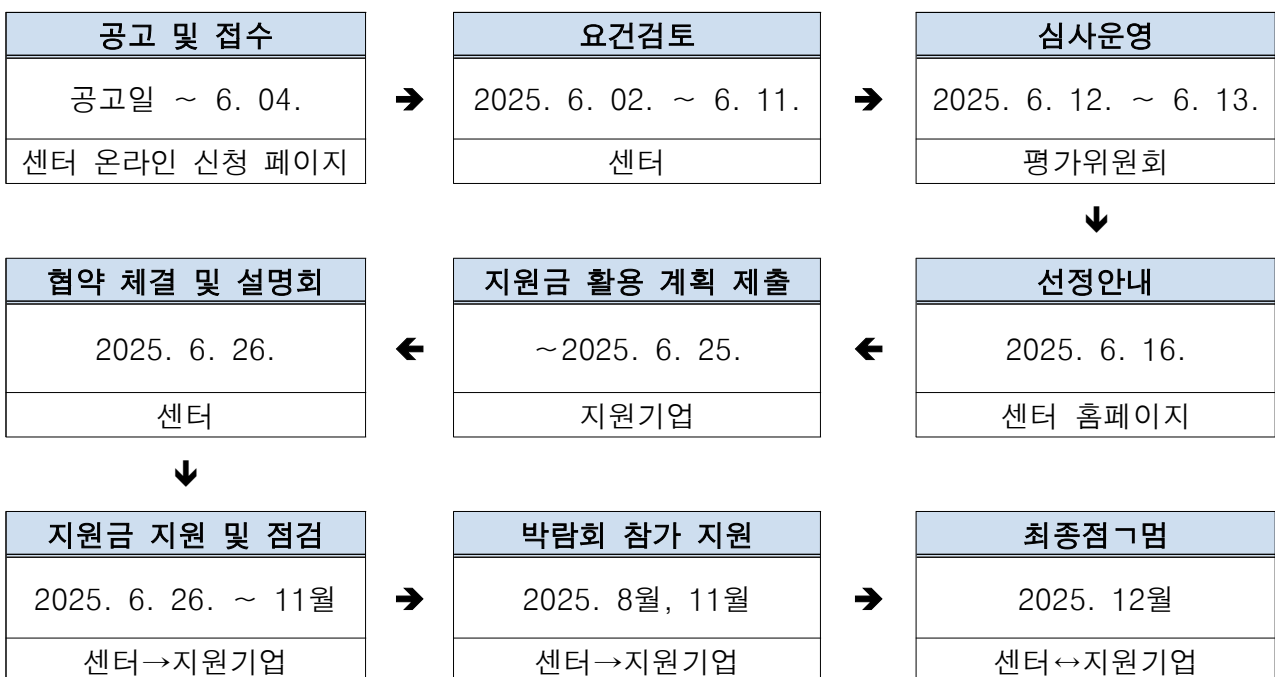 공고 및 접수
공고일 ~ 6. 04.
센터 온라인 신청 페이지
➔
요건검토
2025. 6. 02. ~ 6. 11.
센터
➔
심사운영
2025. 6. 12. ~ 6. 13.
평가위원회
🡻
선정안내
2025. 6. 16.
센터 홈페이지
🡸
지원금 활용 계획 제출
~2025. 6. 25.
지원기업
🡸
협약 체결 및 설명회
2025. 6. 26.
센터
🡻
지원금 지원 및 점검
2025. 6. 26. ~ 11월
센터→지원기업
➔
박람회 참가 지원
2025. 8월, 11월
센터→지원기업
➔
최종점ㄱ멈
2025. 12월
센터↔지원기업